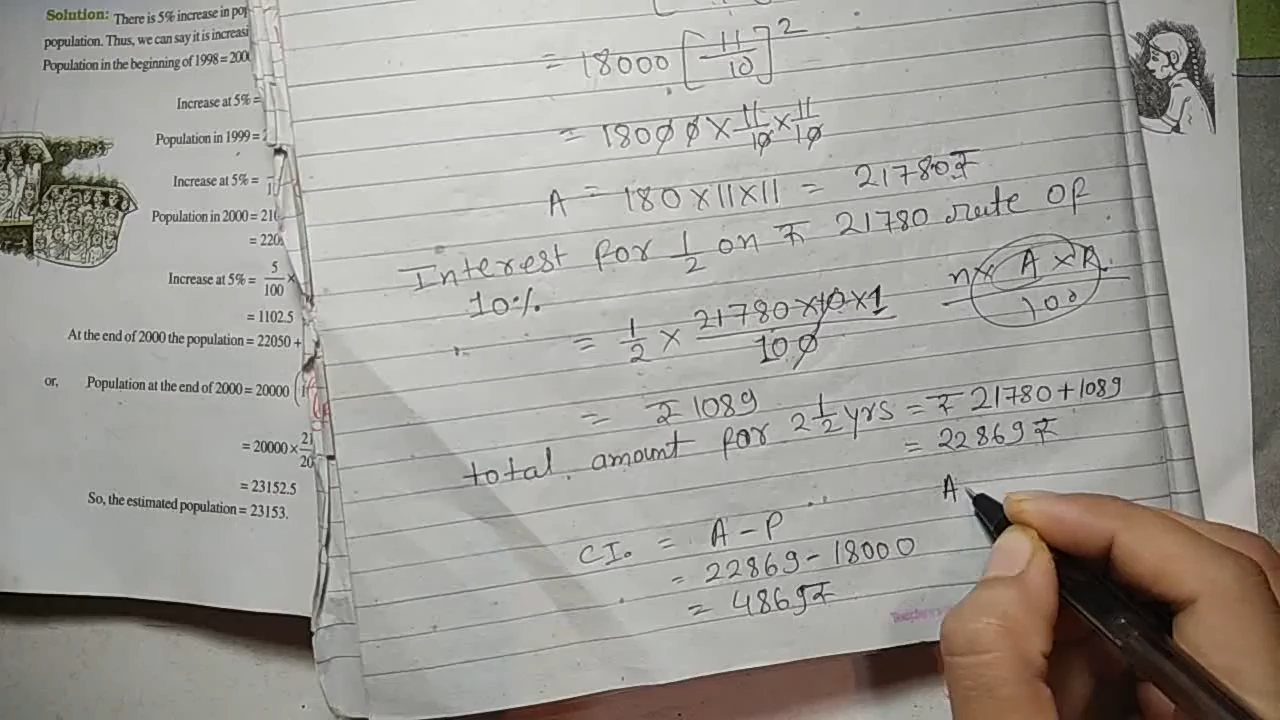 Solution: There is 5% increase in
population. Thus, we can say it is
Population in the beginning of 1998 =
Increase at 5% =
Population in 1999 =
Increase at 5% =
Population in 2000 =
= 220
Increase at 5% = 5/100 ×
= 1102.5
At the end of 2000 the population = 22050 +
or, Population at the end of 2000 = 20000
= 20000 × 21/20
= 23152.5
So, the estimated population = 23153.
= 18000 [11/10]²
= 18000 × 11/10 × 11/10
A = 180 × 11 × 11 = 21780 ₹
Interest for 1/2 on ₹ 21780 rate of
10%
= 1/2 × 21780 × 10 × 1/100
n × A × R/100
= ₹ 1089
total amount for 2 1/2 yrs = ₹ 21780 + 1089
= 22869 ₹
A
CI. = A - P
= 22869 - 18000
= 4869 ₹